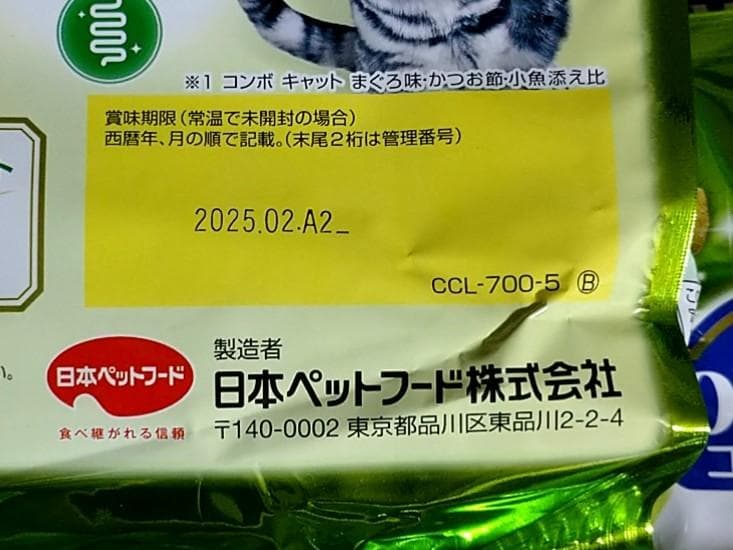 ※1 コンボ キャット まぐろ味・かつお節・小魚添え比
賞味期限(常温で未開封の場合)
西暦年、月の順で記載。(末尾2桁は管理番号)
2025.02.A2_
CCL-700-5 Ⓑ
日本ペットフード
食べ継がれる信頼
製造者
日本ペットフード株式会社
〒140-0002 東京都品川区東品川2-2-4